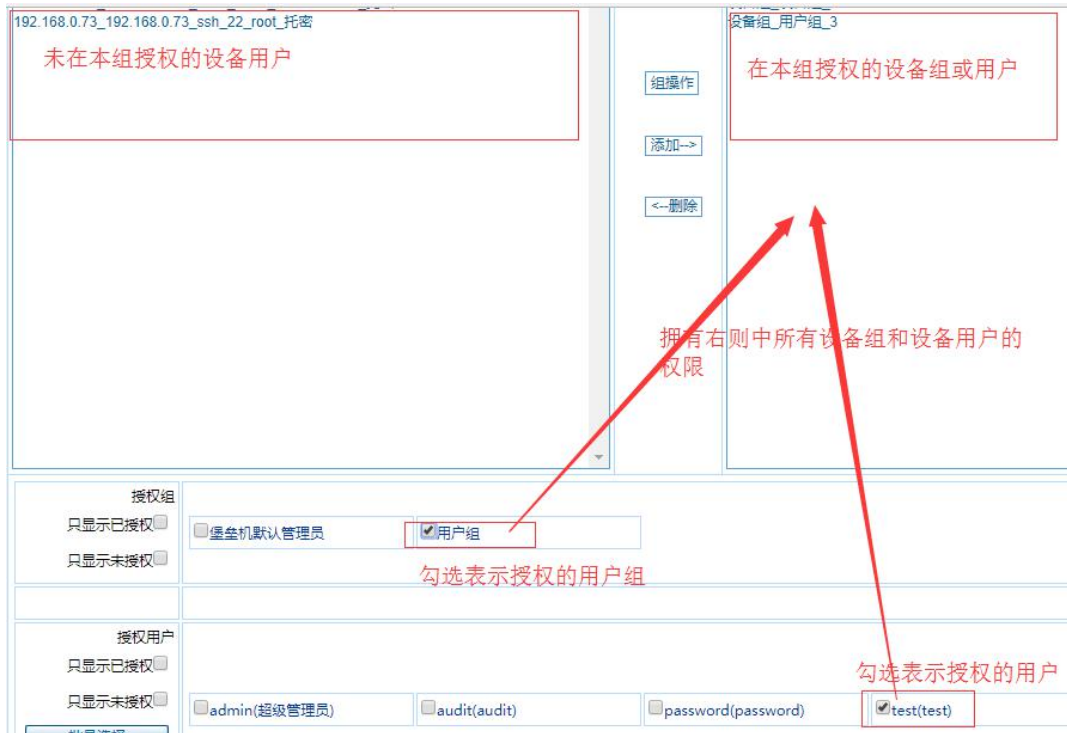 192.168.0.73_192.168.0.73_ssh_22_root_托密
设备组_用户组_3
未在本组授权的设备用户
在本组授权的设备组或用户
组操作
添加-->
<--删除
拥有右则中所有设备组和设备用户的
权限
授权组
只显示已授权
堡垒机默认管理员
用户组
只显示未授权
勾选表示授权的用户组
授权用户
只显示已授权
勾选表示授权的用户
只显示未授权
admin(超级管理员)
audit(audit)
password(password)
test(test)